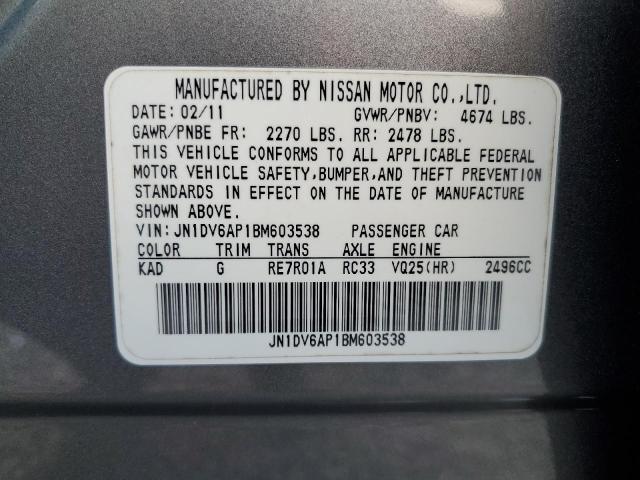 MANUFACTURED BY NISSAN MOTOR CO.,LTD.
DATE: 02/11 GVWR/PNBV: 4674 LBS.
GAWR/PNBE FR: 2270 LBS. RR: 2478 LBS.
THIS VEHICLE CONFORMS TO ALL APPLICABLE FEDERAL
MOTOR VEHICLE SAFETY,BUMPER,AND THEFT PREVENTION
STANDARDS IN EFFECT ON THE DATE OF MANUFACTURE
SHOWN ABOVE.
VIN:JN1DV6AP1BM603538 PASSENGER CAR
COLOR TRIM TRANS AXLE ENGINE
KAD G RE7R01A RC33 VQ25(HR) 2496CC
JN1DV6AP1BM603538